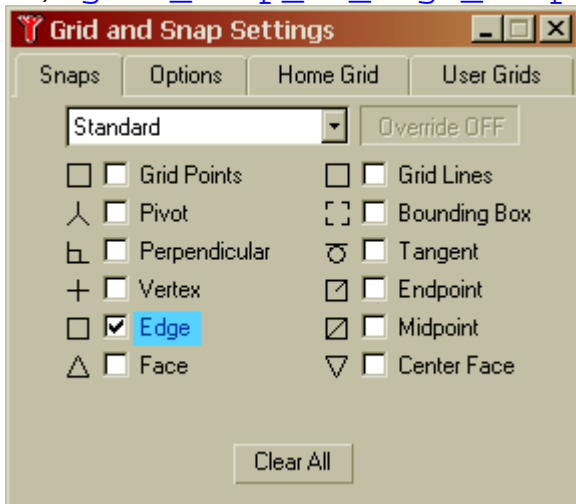 Grid and Snap Settings
Snaps Options Home Grid User Grids
Standard Override OFF
Grid Points Grid Lines
Pivot Bounding Box
Perpendicular Tangent
Vertex Endpoint
Edge Midpoint
Face Center Face
Clear All